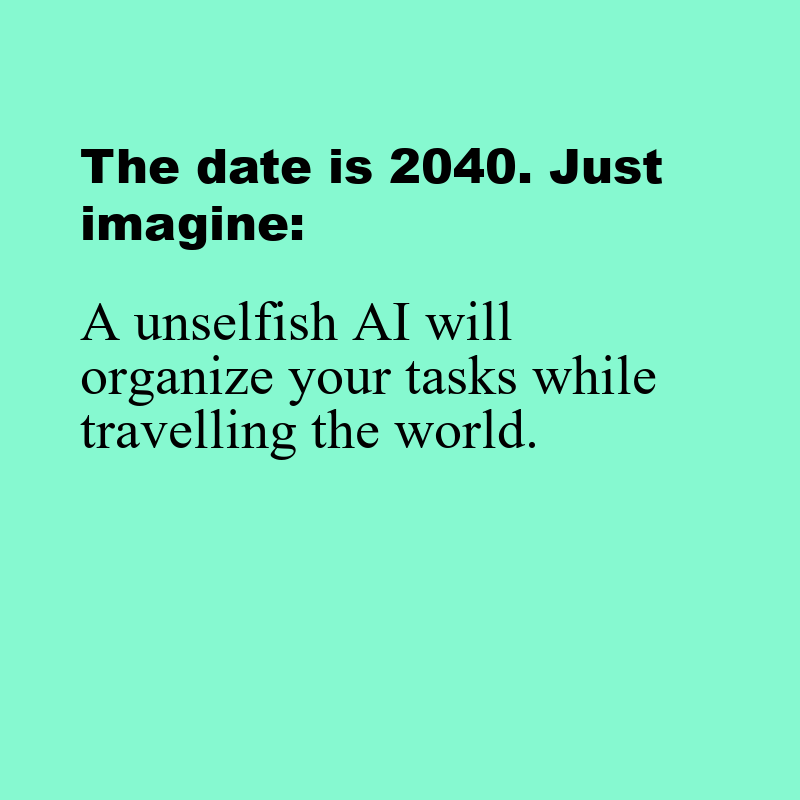 The date is 2040. Just
imagine:
A unselfish AI will
organize your tasks while
travelling the world.